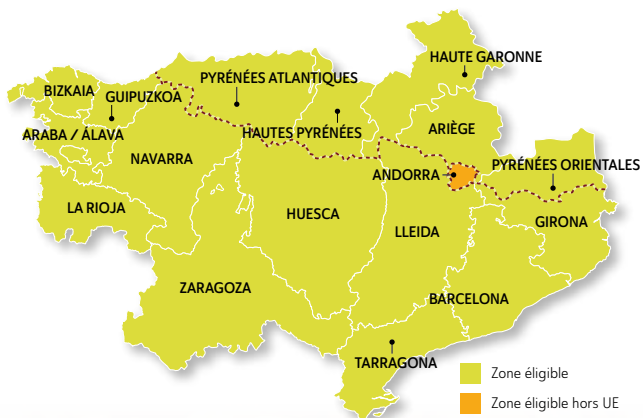 HAUTE GARONNE
PYRÉNÉES ATLANTIQUES
BIZKAIA
GUIPUZKOA
HAUTES PYRÉNÉES
ARIÈGE
ARABA / ÁLAVA
NAVARRA
ANDORRA
PYRÉNÉES ORIENTALES
LA RIOJA
HUESCA
GIRONA
LLEIDA
ZARAGOZA
BARCELONA
TARRAGONA
Zone éligible
Zone éligible hors UE